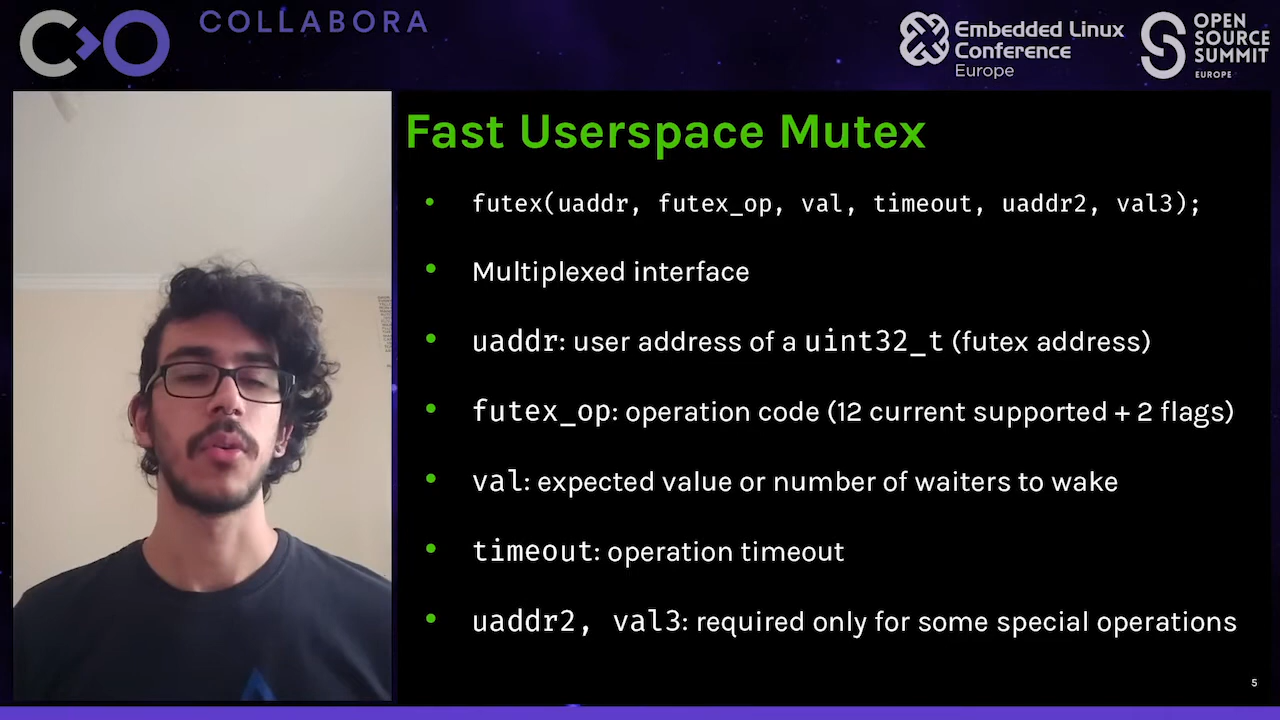 COLLABORA
Embedded Linux
Conference
Europe
OPEN
SOURCE
SUMMIT
EUROPE
Fast Userspace Mutex
futex(uaddr, futex_op, val, timeout, uaddr2, val3);
Multiplexed interface
uaddr: user address of a uint32_t (futex address)
futex_op: operation code (12 current supported + 2 flags)
val: expected value or number of waiters to wake
timeout: operation timeout
uaddr2, val3: required only for some special operations
5